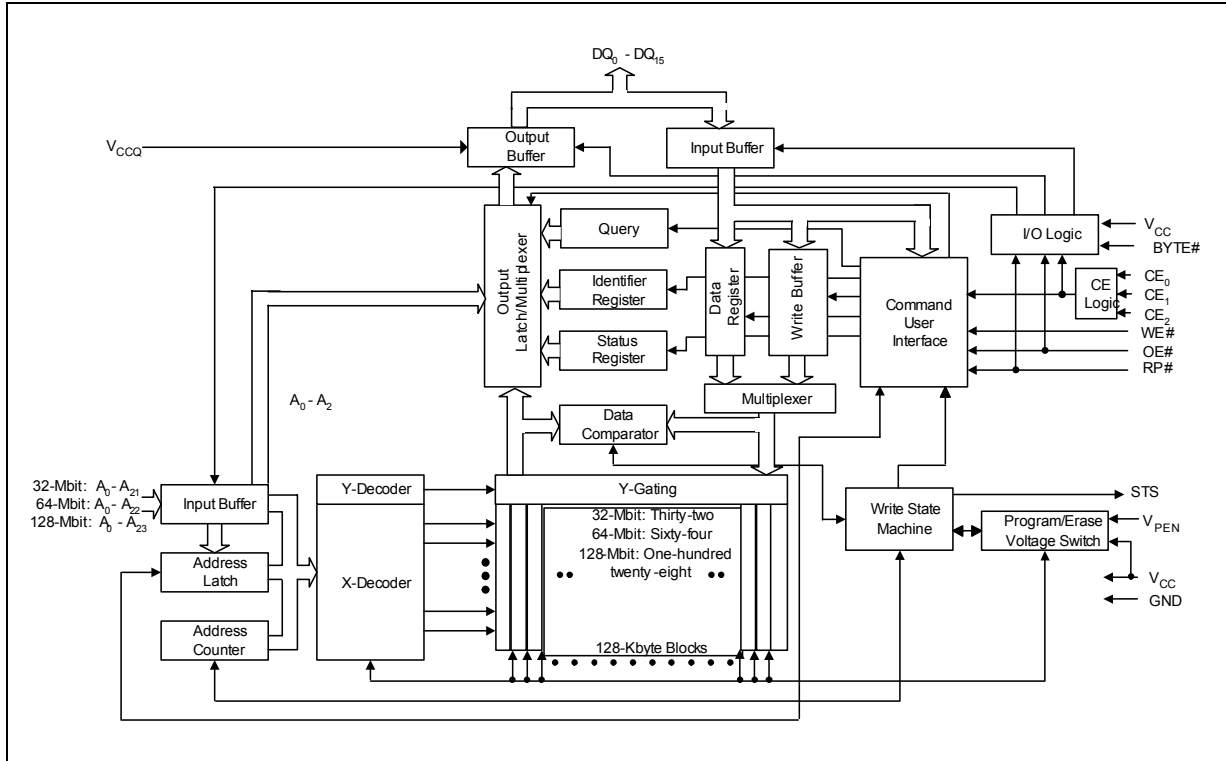 DQ0 - DQ15
Output
Buffer
Input Buffer
VCCQ
Output
Latch/Multiplexer
Query
Identifier
Register
Status
Register
Data
Register
Write Buffer
Command
User
Interface
I/O Logic
CE
Logic
VCC
BYTE#
CE0
CE1
CE2
WE#
OE#
RP#
Multiplexer
A0 - A2
Data
Comparator
32-Mbit: A0 - A21
64-Mbit: A0 - A22
128-Mbit: A0 - A23
Input Buffer
Y-Decoder
Y-Gating
Address
Latch
X-Decoder
Address
Counter
32-Mbit: Thirty-two
64-Mbit: Sixty-four
128-Mbit: One-hundred
twenty-eight
128-Kbyte Blocks
Write State
Machine
Program/Erase
Voltage Switch
STS
VPEN
VCC
GND